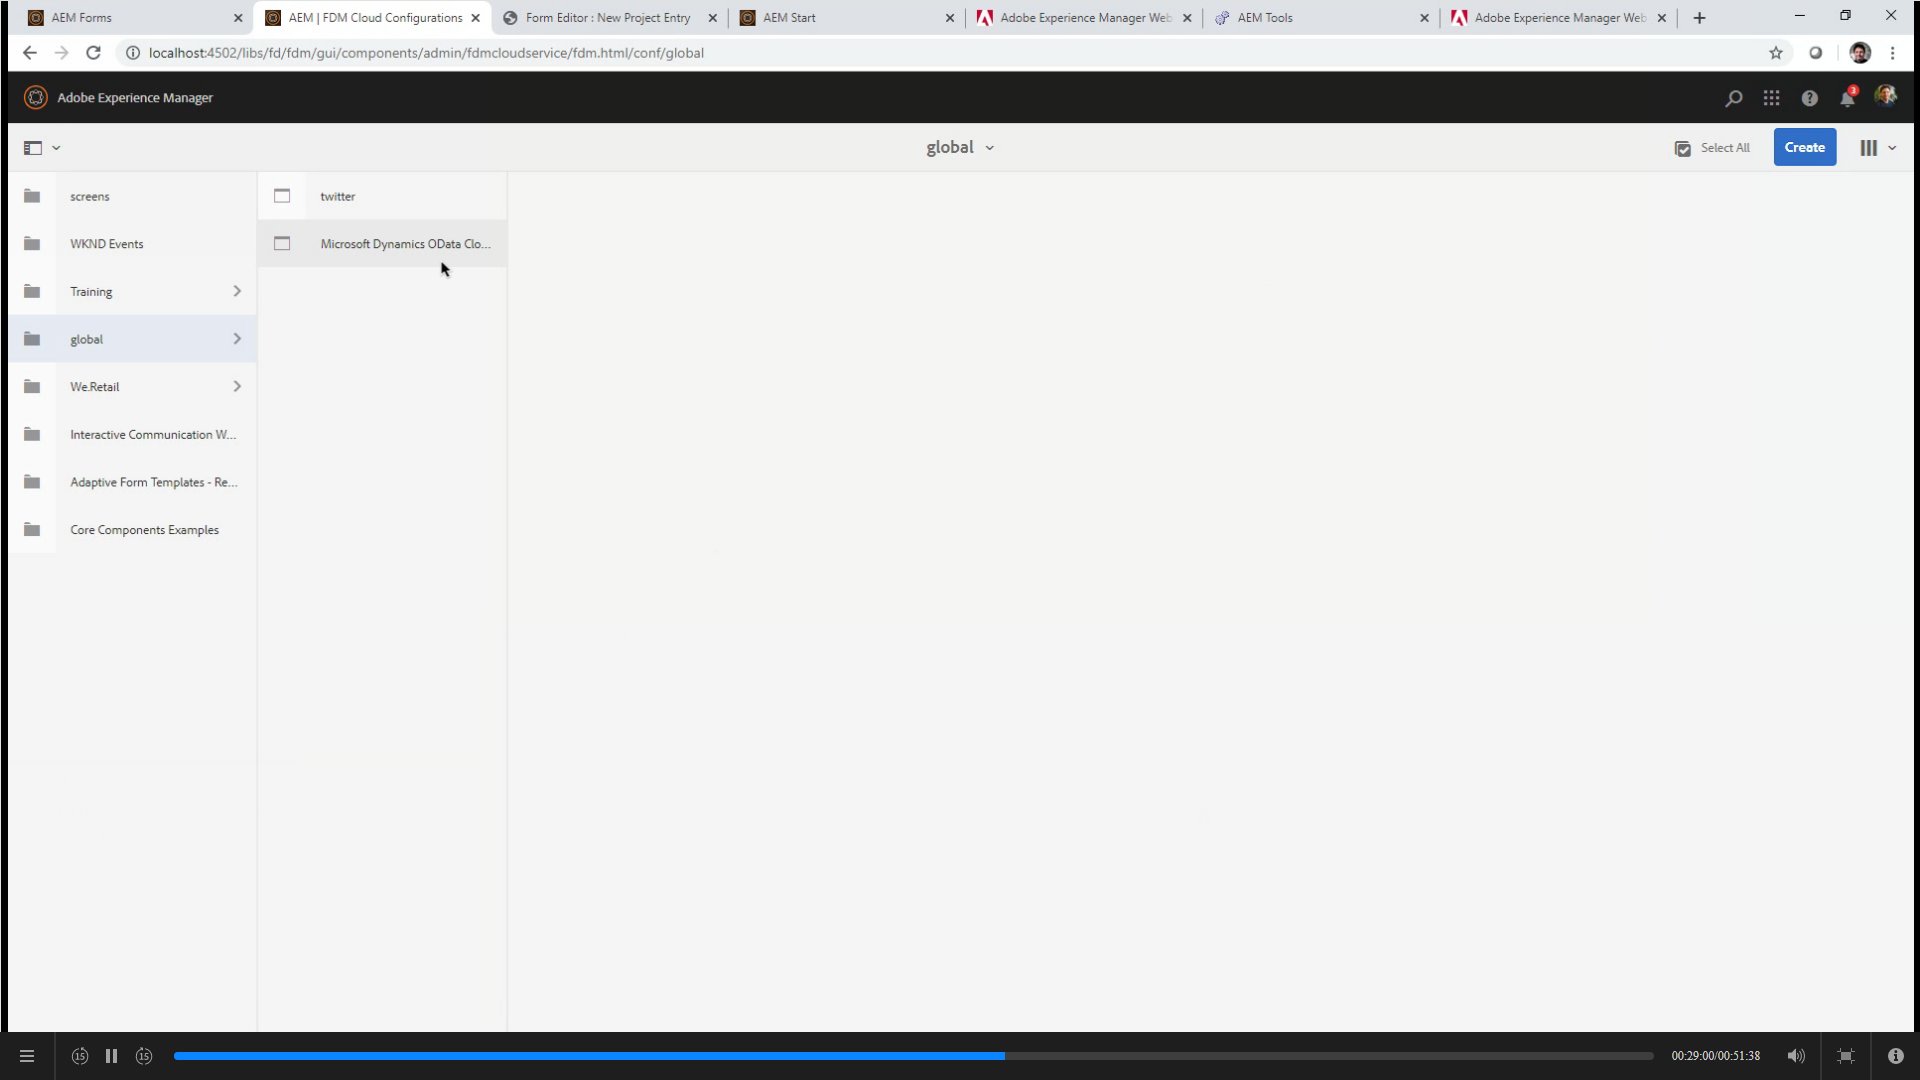 AEM Forms
AEM | FDM Cloud Configurations
Form Editor : New Project Entry
AEM Start
Adobe Experience Manager Web
AEM Tools
Adobe Experience Manager Web
localhost:4502/libs/fd/fdm/gui/components/admin/fdmcloudservice/fdm.html/conf/global
Adobe Experience Manager
3
global
Select All
Create
screens
twitter
WKND Events
Microsoft Dynamics OData Clo...
Training
global
We.Retail
Interactive Communication W...
Adaptive Form Templates - Re...
Core Components Examples
15
15
00:29:00/00:51:38